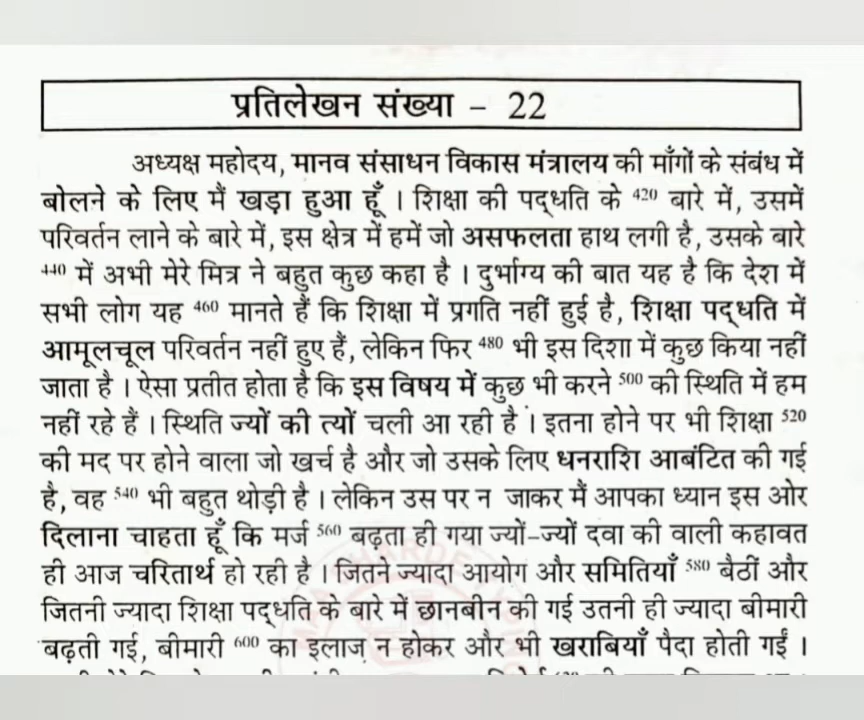 प्रतिलेखन संख्या – 22
अध्यक्ष महोदय, मानव संसाधन विकास मंत्रालय की माँगों के संबंध में
बोलने के लिए मैं खड़ा हुआ हूँ । शिक्षा की पद्धति के 420 बारे में, उसमें
परिवर्तन लाने के बारे में, इस क्षेत्र में हमें जो असफलता हाथ लगी है, उसके बारे
440 में अभी मेरे मित्र ने बहुत कुछ कहा है । दुर्भाग्य की बात यह है कि देश में
सभी लोग यह 460 मानते हैं कि शिक्षा में प्रगति नहीं हुई है, शिक्षा पद्धति में
आमूलचूल परिवर्तन नहीं हुए हैं, लेकिन फिर 480 भी इस दिशा में कुछ किया नहीं
जाता है । ऐसा प्रतीत होता है कि इस विषय में कुछ भी करने 500 की स्थिति में हम
नहीं रहे हैं । स्थिति ज्यों की त्यों चली आ रही है । इतना होने पर भी शिक्षा 520
की मद पर होने वाला जो खर्च है और जो उसके लिए धनराशि आबंटित की गई
है, वह 540 भी बहुत थोड़ी है । लेकिन उस पर न जाकर मैं आपका ध्यान इस ओर
दिलाना चाहता हूँ कि मर्ज 560 बढ़ता ही गया ज्यों-ज्यों दवा की वाली कहावत
ही आज चरितार्थ हो रही है । जितने ज्यादा आयोग और समितियाँ 580 बैठीं और
जितनी ज्यादा शिक्षा पद्धति के बारे में छानबीन की गई उतनी ही ज्यादा बीमारी
बढ़ती गई, बीमारी 600 का इलाज न होकर और भी खराबियाँ पैदा होती गईं ।